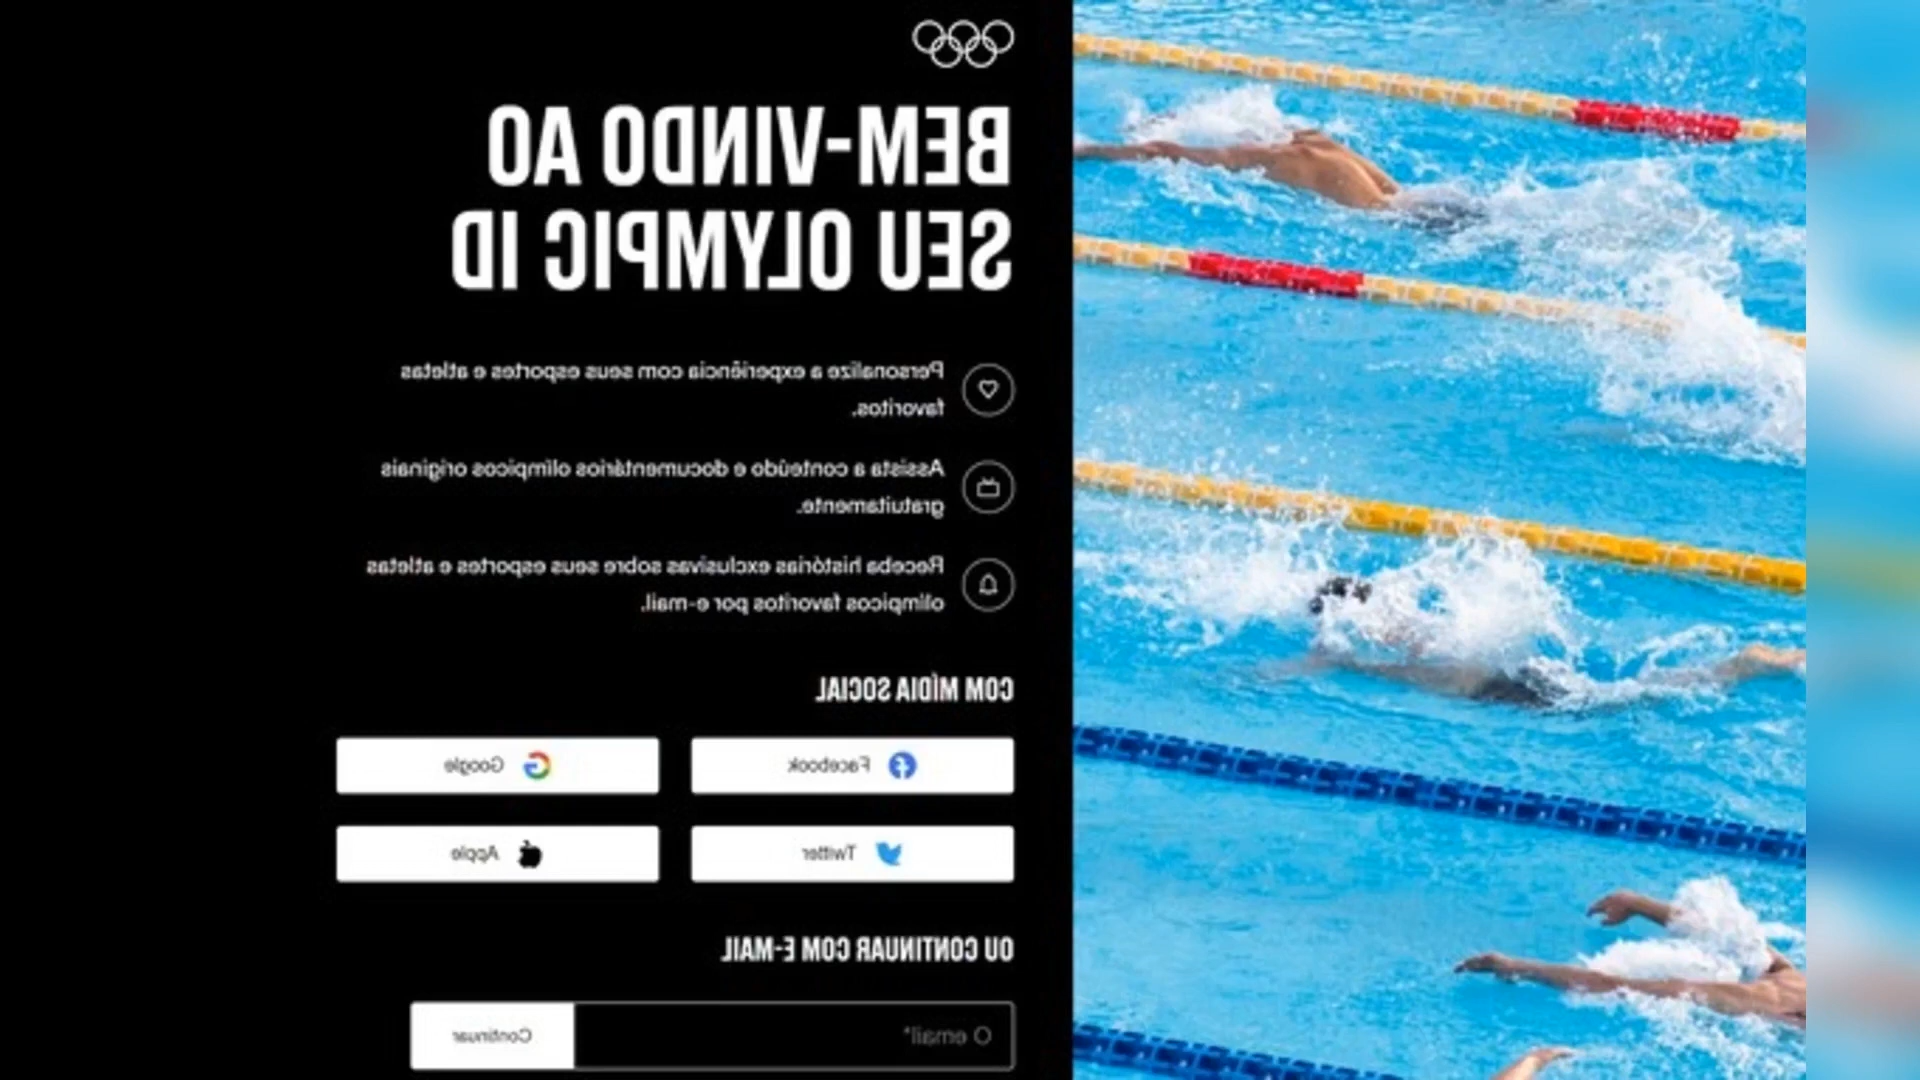 BEM-VINDO AO
SEU OLYMPIC ID
Personalize a experiência com seus esportes e atletas
favoritos.
Assista a conteúdo e documentários olímpicos originais
gratuitamente.
Receba histórias exclusivas sobre seus esportes e atletas
olímpicos favoritos por e-mail.
COM MÍDIA SOCIAL
Facebook
Google
Twitter
Apple
OU CONTINUAR COM E-MAIL
O email*
Continuar